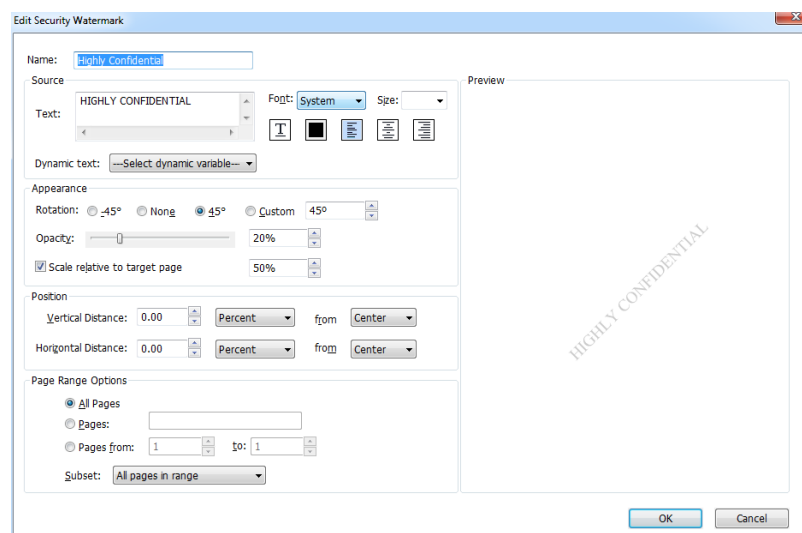 Edit Security Watermark
Name: Highly Confidential
Source
Text: HIGHLY CONFIDENTIAL
Font: System Size:
T
Dynamic text: ---Select dynamic variable---
Appearance
Rotation: -45° None 45° Custom 45º
Opacity: 20%
Scale relative to target page 50%
Position
Vertical Distance: 0.00 Percent from Center
Horizontal Distance: 0.00 Percent from Center
Page Range Options
All Pages
Pages:
Pages from: 1 to: 1
Subset: All pages in range
Preview
HIGHLY CONFIDENTIAL
OK Cancel